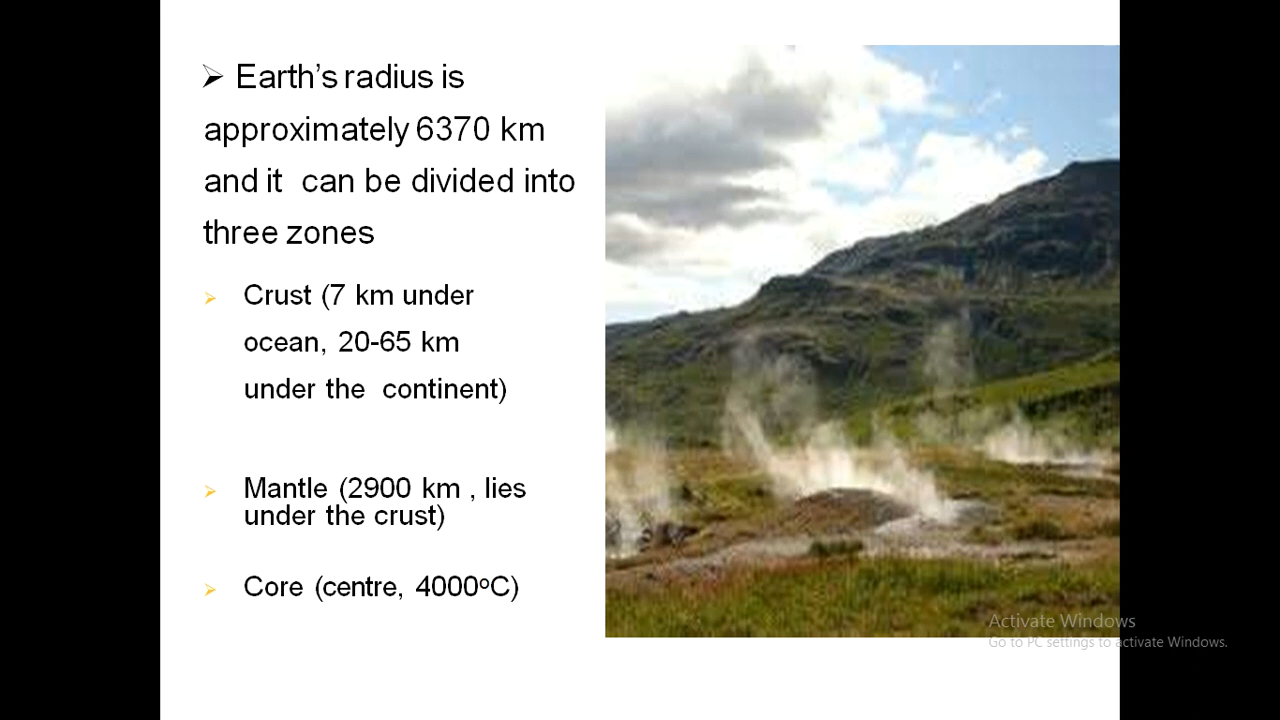 ➢ Earth's radius is
approximately 6370 km
and it can be divided into
three zones
➢ Crust (7 km under
ocean, 20-65 km
under the continent)
➢ Mantle (2900 km , lies
under the crust)
➢ Core (centre, 4000ºC)
Activate Windows
Go to PC settings to activate Windows.